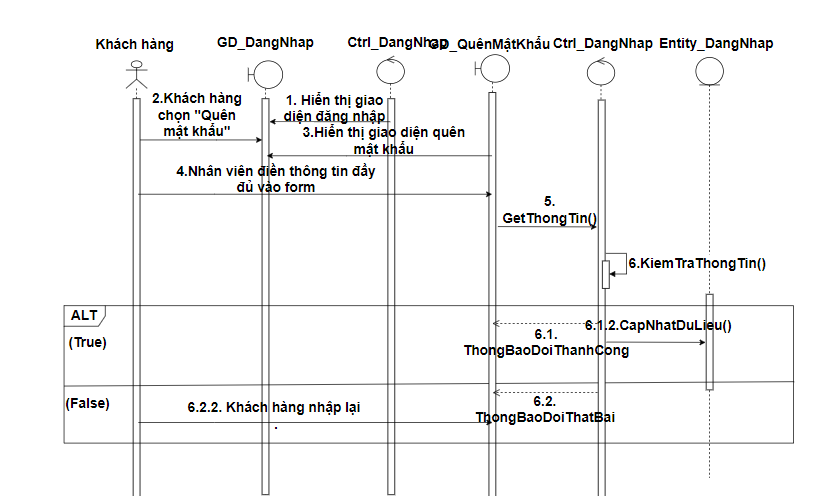 Khách hàng
GD_DangNhap
Ctrl_DangNhap
GD_QuênMậtKhẩu
Ctrl_DangNhap
Entity_DangNhap
2.Khách hàng
chọn "Quên
mật khẩu"
1. Hiển thị giao
diện đăng nhập
3.Hiển thị giao diện quên
mật khẩu
4.Nhân viên điền thông tin đầy
đủ vào form
5.
GetThongTin()
6.KiemTraThongTin()
ALT
(True)
6.1.2.CapNhatDuLieu()
6.1.
ThongBaoDoiThanhCong
(False)
6.2.2. Khách hàng nhập lại
6.2.
ThongBaoDoiThatBai